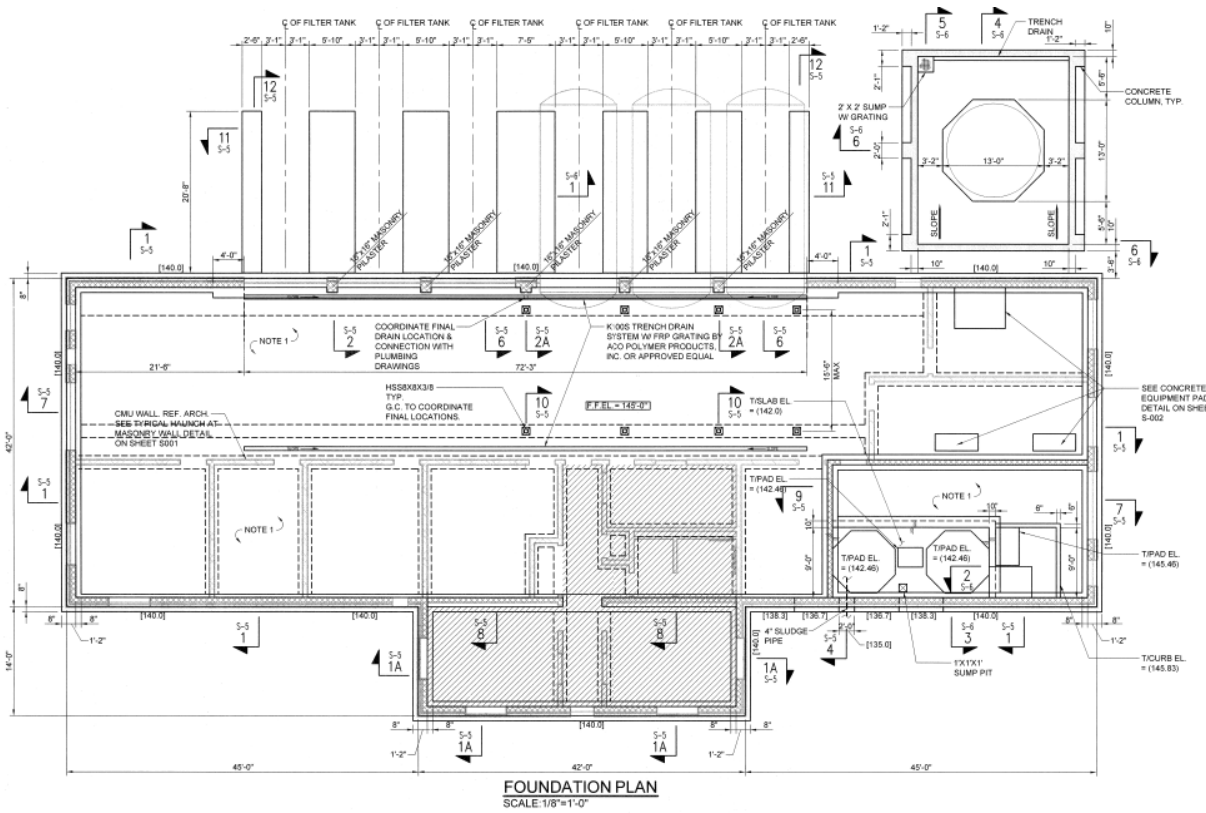 C OF FILTER TANK
C OF FILTER TANK
C OF FILTER TANK
C OF FILTER TANK
C OF FILTER TANK
C OF FILTER TANK
2'-6"
3'-1"
3'-1"
5'-10"
3'-1"
3'-1"
5'-10"
3'-1"
3'-1"
7'-5"
3'-1"
3'-1"
5'-10"
3'-1"
3'-1"
5'-10"
3'-1"
3'-1"
2'-6"
12
S-5
12
S-5
11
S-5
S-5
11
20'-8"
S-6
1
16"x16" MASONRY
PILASTER
16"x16" MASONRY
PILASTER
16"x16" MASONRY
PILASTER
16"x16" MASONRY
PILASTER
16"x16" MASONRY
PILASTER
1'-2"
5
S-6
4
S-6
TRENCH
DRAIN
1'-2"
10"
2'-1"
5'-6"
CONCRETE
COLUMN, TYP.
2' X 2' SUMP
W/ GRATING
S-6
6
2'-0"
3'-2"
13'-0"
3'-2"
13'-0"
2'-1"
SLOPE
SLOPE
5'-6"
10"
6
S-6
10"
10"
3'-6"
1
S-5
1
S-5
[140.0]
4'-0"
[140.0]
4'-0"
[140.0]
8"
NOTE 1
S-5
2
COORDINATE FINAL
DRAIN LOCATION &
CONNECTION WITH
PLUMBING
DRAWINGS
S-5
6
S-5
2A
K100S TRENCH DRAIN
SYSTEM W/ FRP GRATING BY
ACO POLYMER PRODUCTS,
INC. OR APPROVED EQUAL
S-5
2A
S-5
6
[140.0]
[140.0]
21'-6"
72'-3"
15'-6"
MAX
S-5
7
HSS8X8X3/8
TYP.
G.C. TO COORDINATE
FINAL LOCATIONS.
10
S-5
F.F.EL. = 145'-0"
10
S-5
T/SLAB EL.
= (142.0)
SEE CONCRETE
EQUIPMENT PAD
DETAIL ON SHEE
S-002
CMU WALL. REF. ARCH.
SEE TYPICAL HAUNCH AT
MASONRY WALL DETAIL
ON SHEET S001
42'-0"
1
S-5
S-5
1
T/PAD EL.
= (142.46)
9
S-5
NOTE 1
7
S-5
NOTE 1
10"
10"
6"
6"
9'-0"
T/PAD EL.
= (142.46)
T/PAD EL.
= (142.46)
9'-0"
[140.0]
[140.0]
T/PAD EL.
= (145.46)
2
S-6
8"
[140.0]
[140.0]
[138.3]
[136.7]
[136.7]
[138.3]
[140.0]
8"
8"
1'-2"
S-5
1
S-5
8
S-5
8
[140.0]
4" SLUDGE
PIPE
2'-0"
S-5
4
[135.0]
S-6
3
S-5
1
8"
8"
1'-2"
14'-0"
S-5
1A
1A
S-5
1'X1'X1'
SUMP PIT
T/CURB EL.
= (145.83)
8"
8"
[140.0]
8"
8"
1'-2"
S-5
1A
S-5
1A
1'-2"
45'-0"
42'-0"
45'-0"
FOUNDATION PLAN
SCALE:1/8"=1'-0"